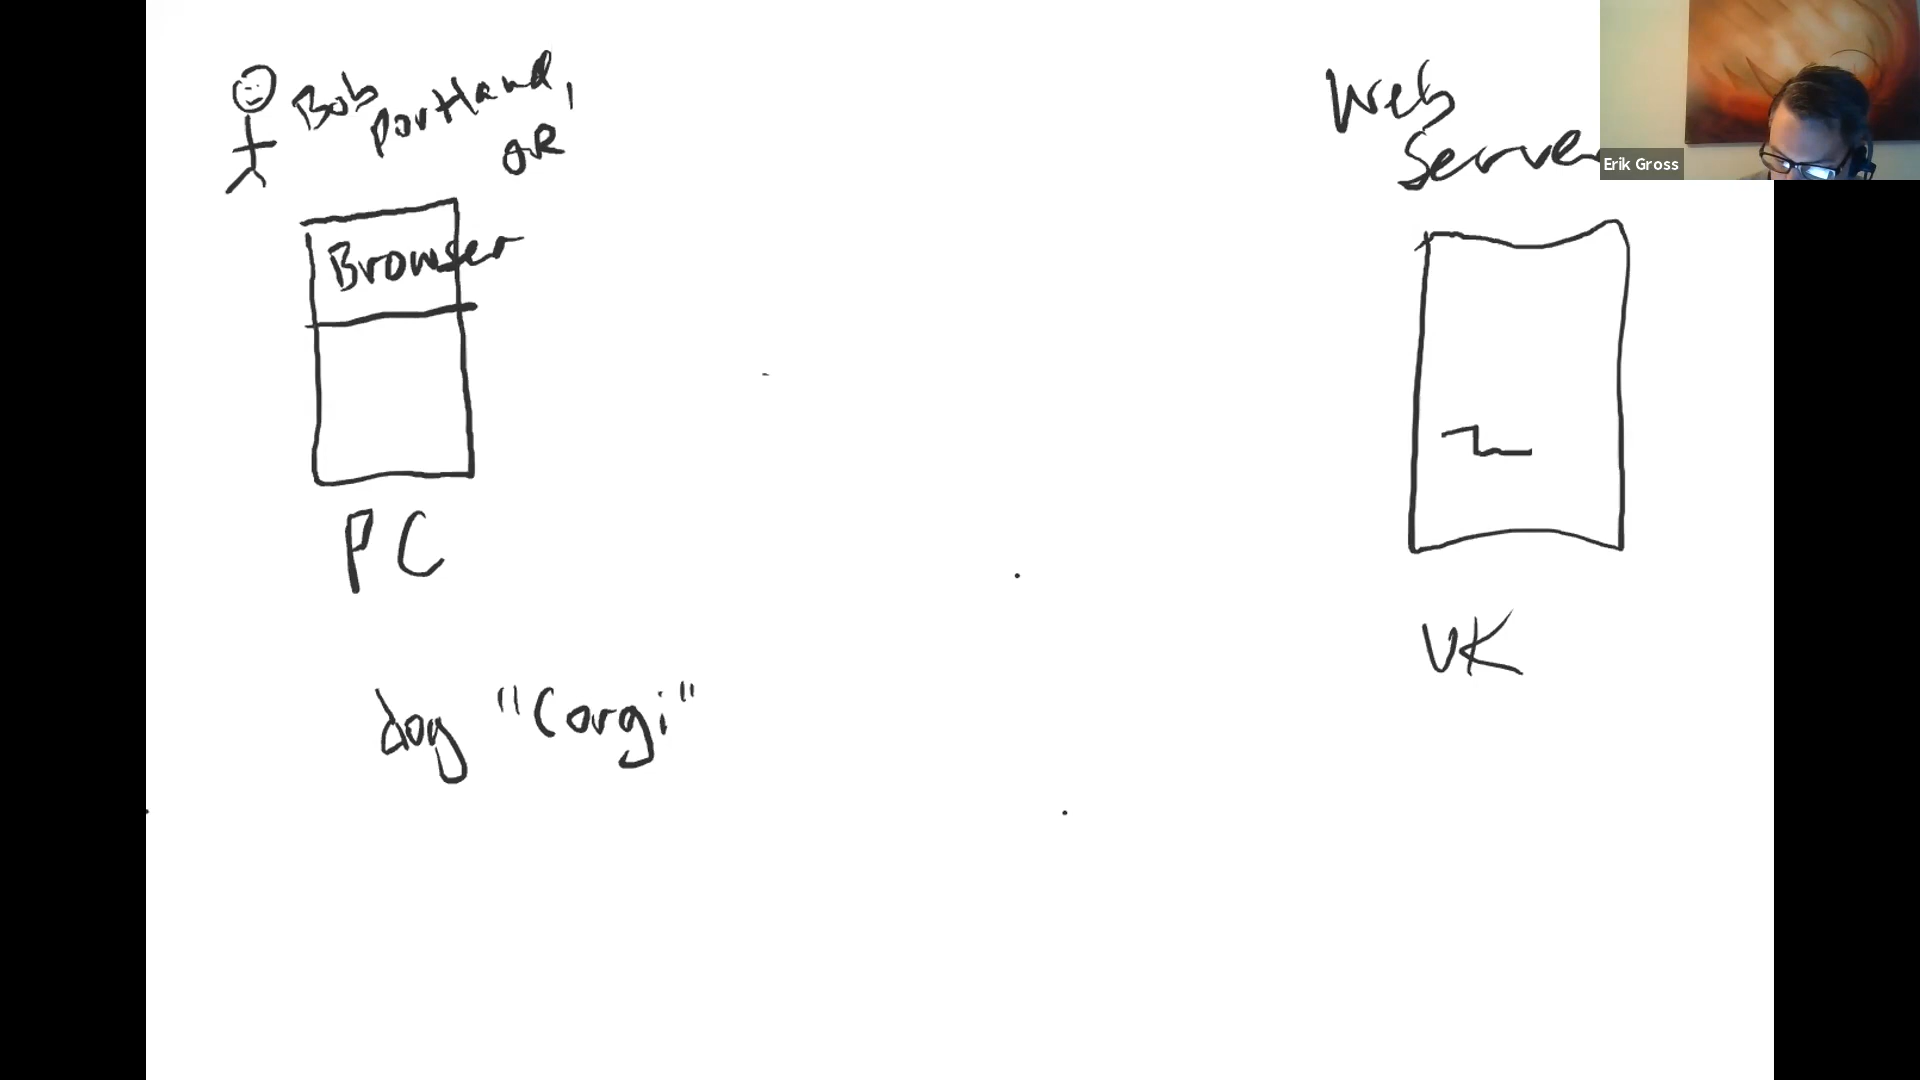 Bob
Portland,
OR
Browser
PC
dog "Corgi"
Web
Server
Erik Gross
UK